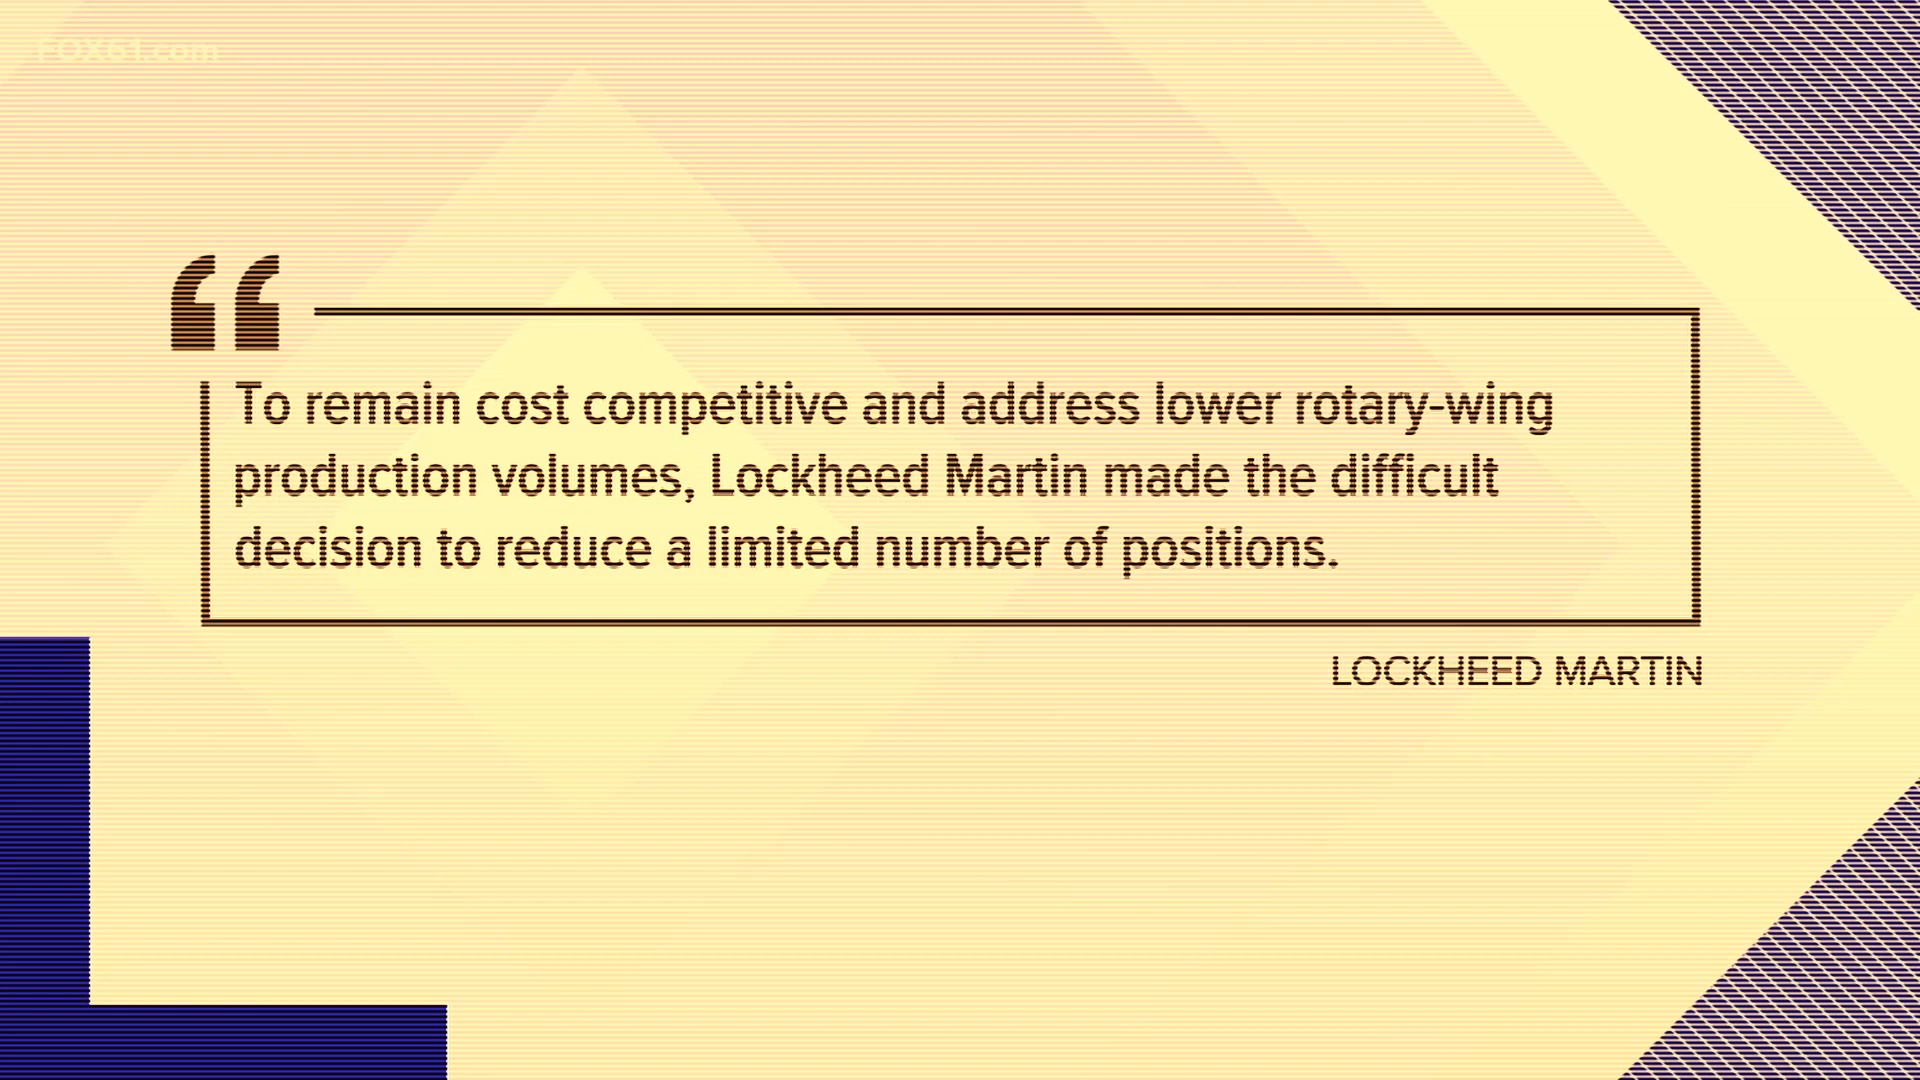 FOX61.com
To remain cost competitive and address lower rotary-wing
production volumes, Lockheed Martin made the difficult
decision to reduce a limited number of positions.
LOCKHEED MARTIN